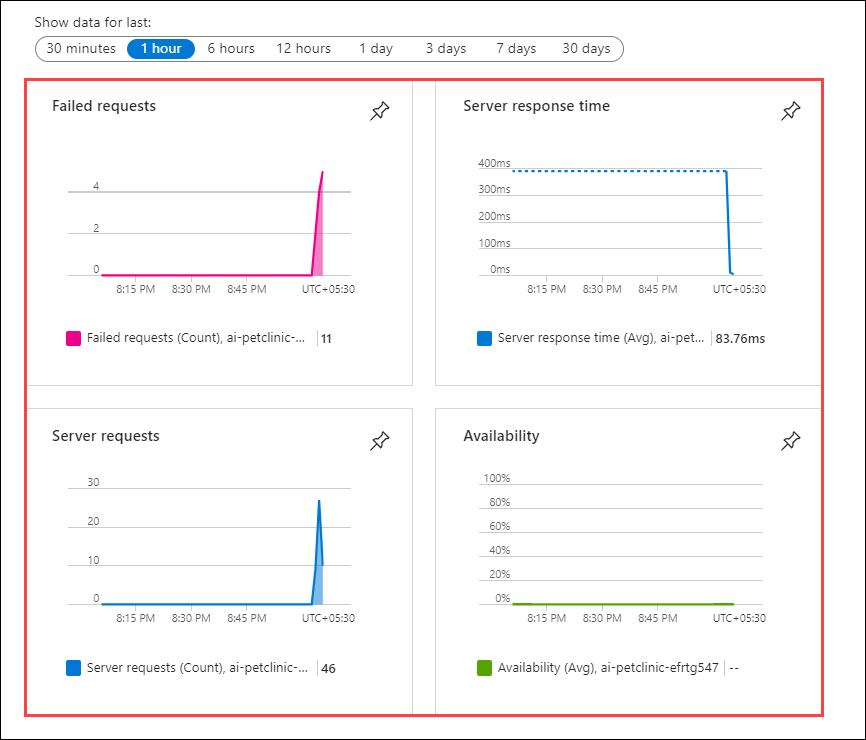 Show data for last:
30 minutes 1 hour 6 hours 12 hours 1 day 3 days 7 days 30 days
Failed requests
4
2
0
8:15 PM 8:30 PM 8:45 PM UTC+05:30
Failed requests (Count), ai-petclinic-... 11
Server response time
400ms
300ms
200ms
100ms
0ms
8:15 PM 8:30 PM 8:45 PM UTC+05:30
Server response time (Avg), ai-pet... 83.76ms
Server requests
30
20
10
0
8:15 PM 8:30 PM 8:45 PM UTC+05:30
Server requests (Count), ai-petclinic-... 46
Availability
100%
80%
60%
40%
20%
0%
8:15 PM 8:30 PM 8:45 PM UTC+05:30
Availability (Avg), ai-petclinic-efrtg547 --